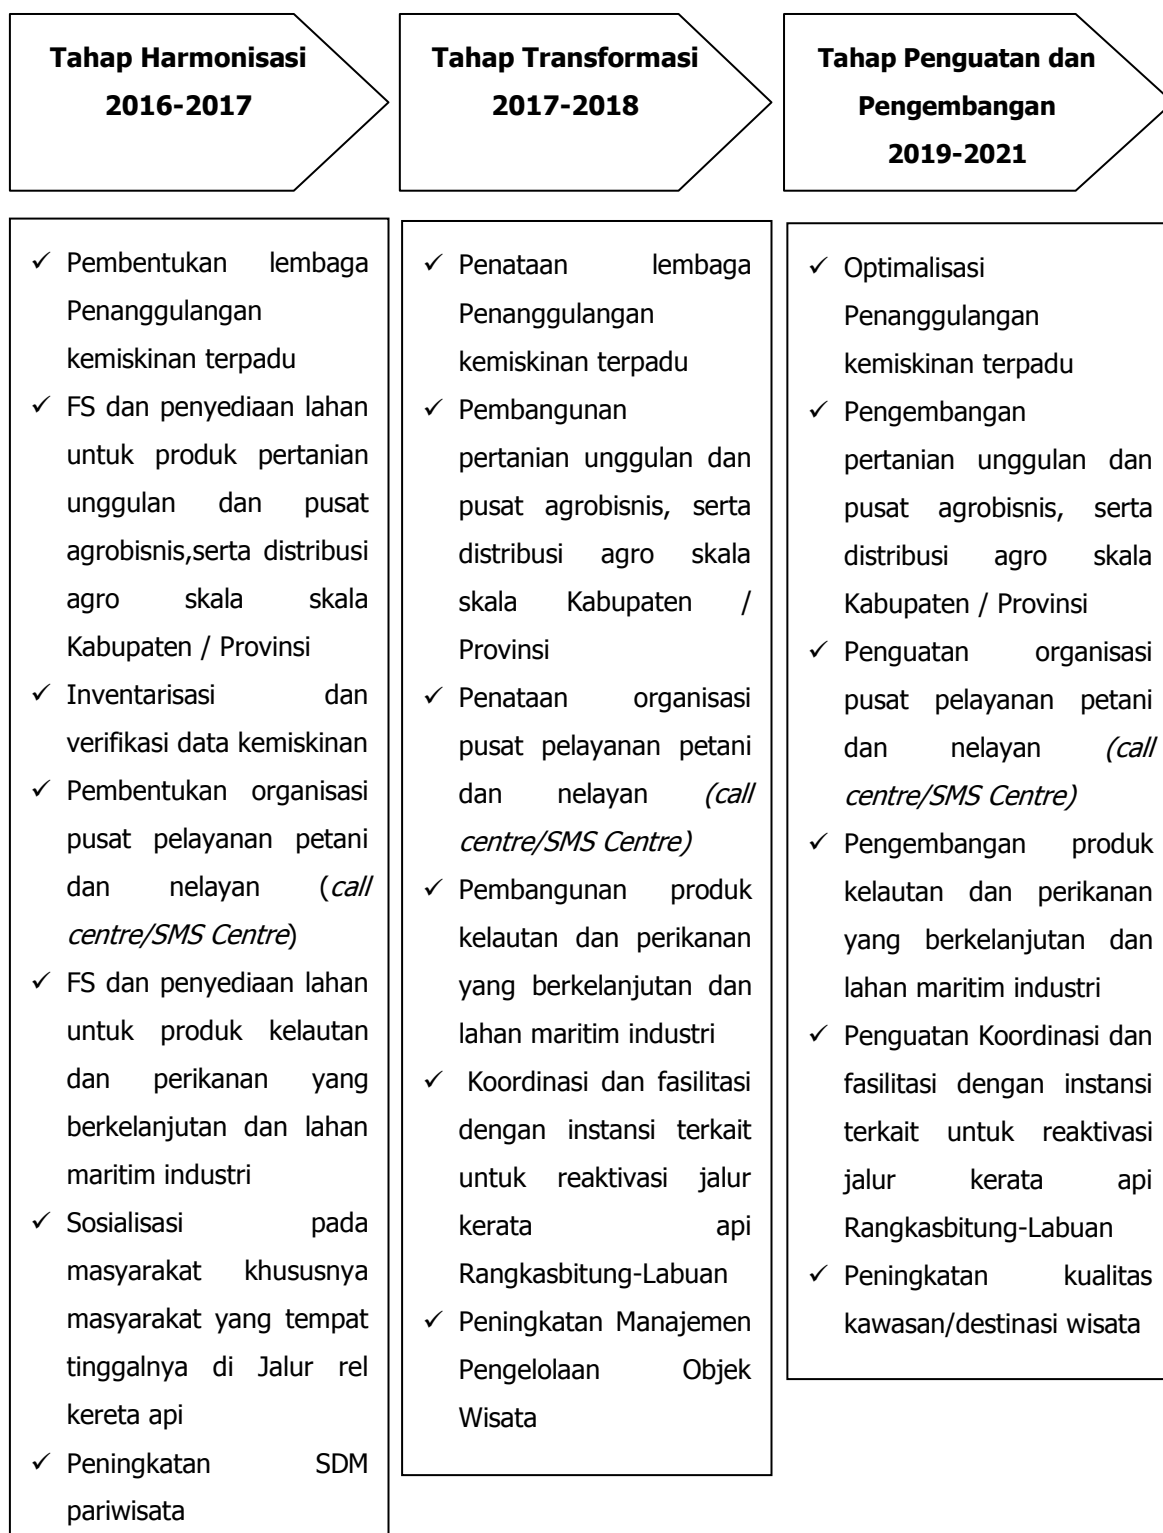 Tahap Harmonisasi
2016-2017
Tahap Transformasi
2017-2018
Tahap Penguatan dan
Pengembangan
2019-2021
✓ Pembentukan lembaga
Penanggulangan
kemiskinan terpadu
✓ FS dan penyediaan lahan
untuk produk pertanian
unggulan dan pusat
agrobisnis,serta distribusi
agro skala skala
Kabupaten / Provinsi
✓ Inventarisasi dan
verifikasi data kemiskinan
✓ Pembentukan organisasi
pusat pelayanan petani
dan nelayan (call
centre/SMS Centre)
✓ FS dan penyediaan lahan
untuk produk kelautan
dan perikanan yang
berkelanjutan dan lahan
maritim industri
✓ Sosialisasi pada
masyarakat khususnya
masyarakat yang tempat
tinggalnya di Jalur rel
kereta api
✓ Peningkatan SDM
pariwisata
✓ Penataan lembaga
Penanggulangan
kemiskinan terpadu
✓ Pembangunan
pertanian unggulan dan
pusat agrobisnis, serta
distribusi agro skala
skala Kabupaten /
Provinsi
✓ Penataan organisasi
pusat pelayanan petani
dan nelayan (call
centre/SMS Centre)
✓ Pembangunan produk
kelautan dan perikanan
yang berkelanjutan dan
lahan maritim industri
✓ Koordinasi dan fasilitasi
dengan instansi terkait
untuk reaktivasi jalur
kerata api
Rangkasbitung-Labuan
✓ Peningkatan Manajemen
Pengelolaan Objek
Wisata
✓ Optimalisasi
Penanggulangan
kemiskinan terpadu
✓ Pengembangan
pertanian unggulan dan
pusat agrobisnis, serta
distribusi agro skala
Kabupaten / Provinsi
✓ Penguatan organisasi
pusat pelayanan petani
dan nelayan (call
centre/SMS Centre)
✓ Pengembangan produk
kelautan dan perikanan
yang berkelanjutan dan
lahan maritim industri
✓ Penguatan Koordinasi dan
fasilitasi dengan instansi
terkait untuk reaktivasi
jalur kerata api
Rangkasbitung-Labuan
✓ Peningkatan kualitas
kawasan/destinasi wisata